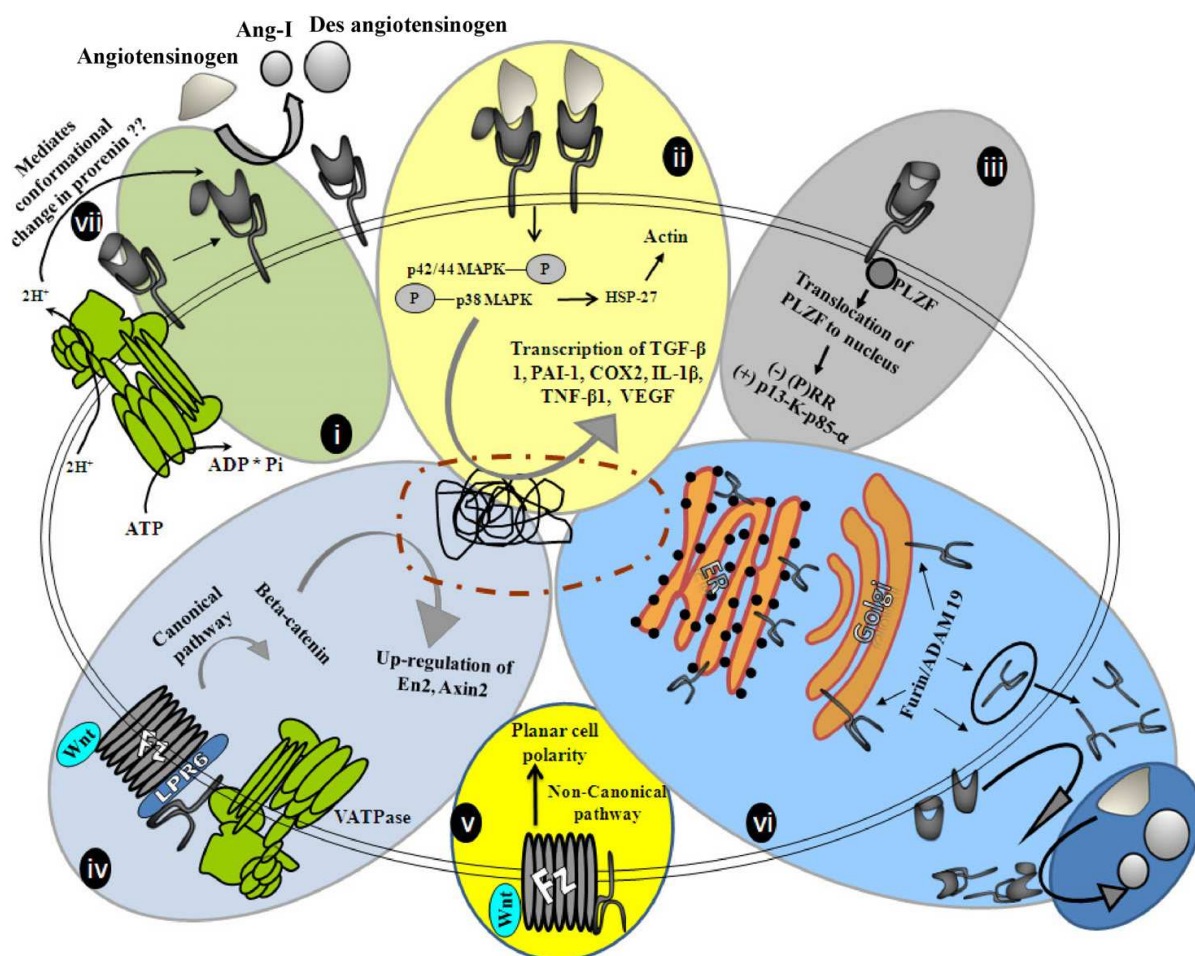 Angiotensinogen
Ang-I
Des angiotensinogen
Mediates
conformational
change in prorenin ??
vii
2H⁺
2H⁺
ATP
ADP * Pi
i
ii
p42/44 MAPK
P
P
p38 MAPK
HSP-27
Actin
Transcription of TGF-β
1, PAI-1, COX2, IL-1β,
TNF-β1, VEGF
iii
PLZF
Translocation of
PLZF to nucleus
(-) (P)RR
(+) p13-K-p85-α
Canonical
pathway
Beta-catenin
Up-regulation of
En2, Axin2
Wnt
Fz
LPR6
VATPase
iv
Planar cell
polarity
Non-Canonical
pathway
v
Fz
Wnt
ER
Golgi
Furin/ADAM 19
vi